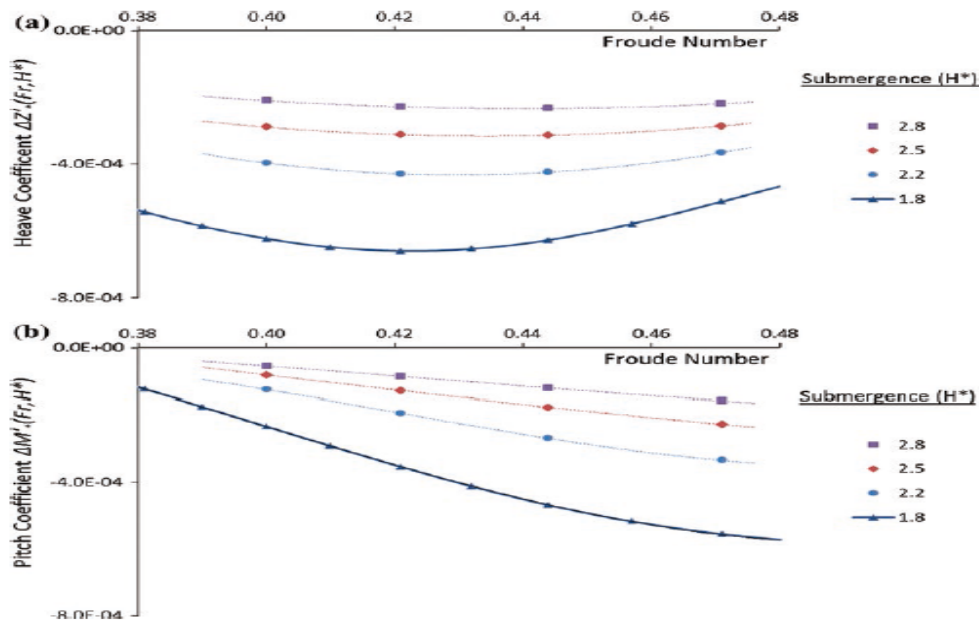 (a)
0.38 0.40 0.42 0.44 0.46 0.48
0.0E+00
Froude Number
-4.0E-04
-8.0E-04
Heave Coefficent ΔZ'*(Fr,H*)
Submergence (H*)
2.8
2.5
2.2
1.8
(b)
0.38 0.40 0.42 0.44 0.46 0.48
0.0E+00
Froude Number
-4.0E-04
-8.0E-04
Pitch Coefficient ΔM'*(Fr,H*)
Submergence (H*)
2.8
2.5
2.2
1.8